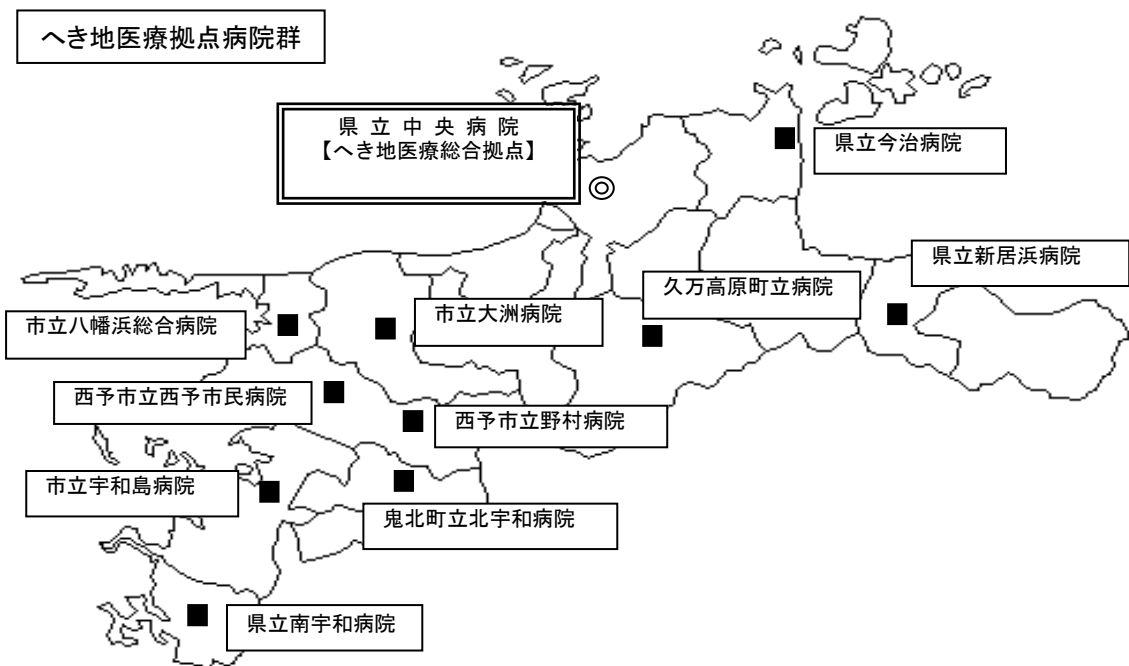 へき地医療拠点病院群
県立中央病院
【へき地医療総合拠点】
県立今治病院
県立新居浜病院
久万高原町立病院
市立大洲病院
市立八幡浜総合病院
西予市立西予市民病院
西予市立野村病院
市立宇和島病院
鬼北町立北宇和病院
県立南宇和病院